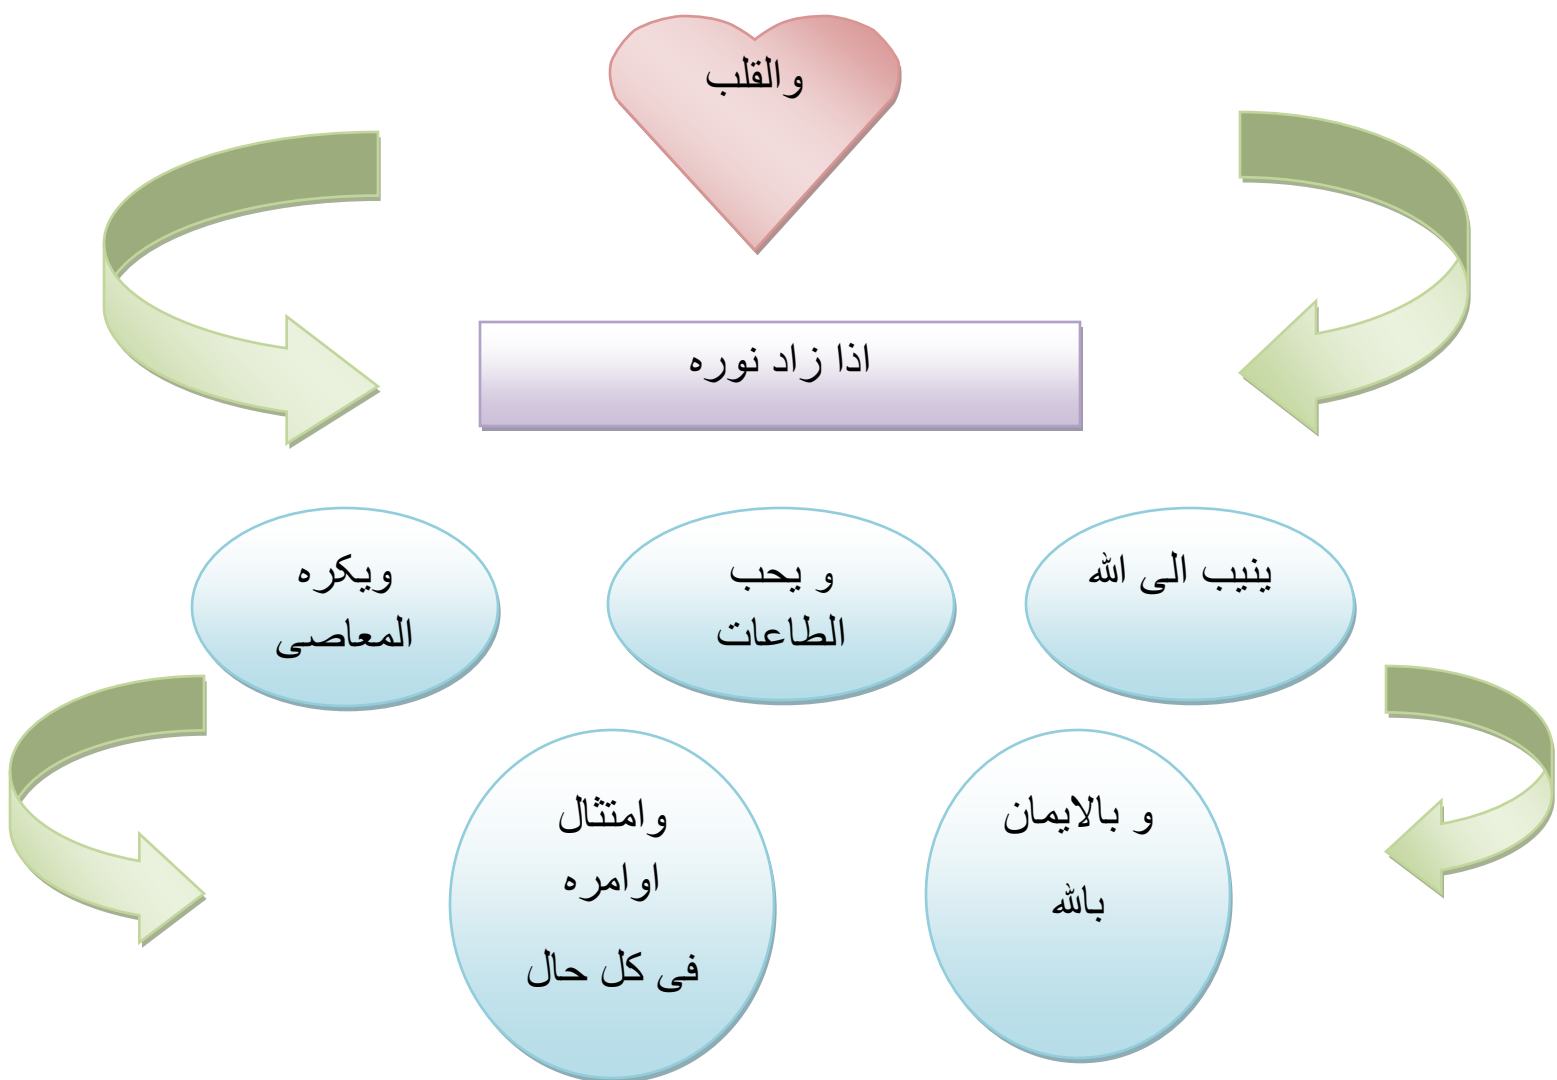 والقلب
اذا زاد نوره
ينيب الى الله
و يحب
الطاعات
ويكره
المعاصى
و بالايمان
بالله
وامتثال
اوامره
فى كل حال